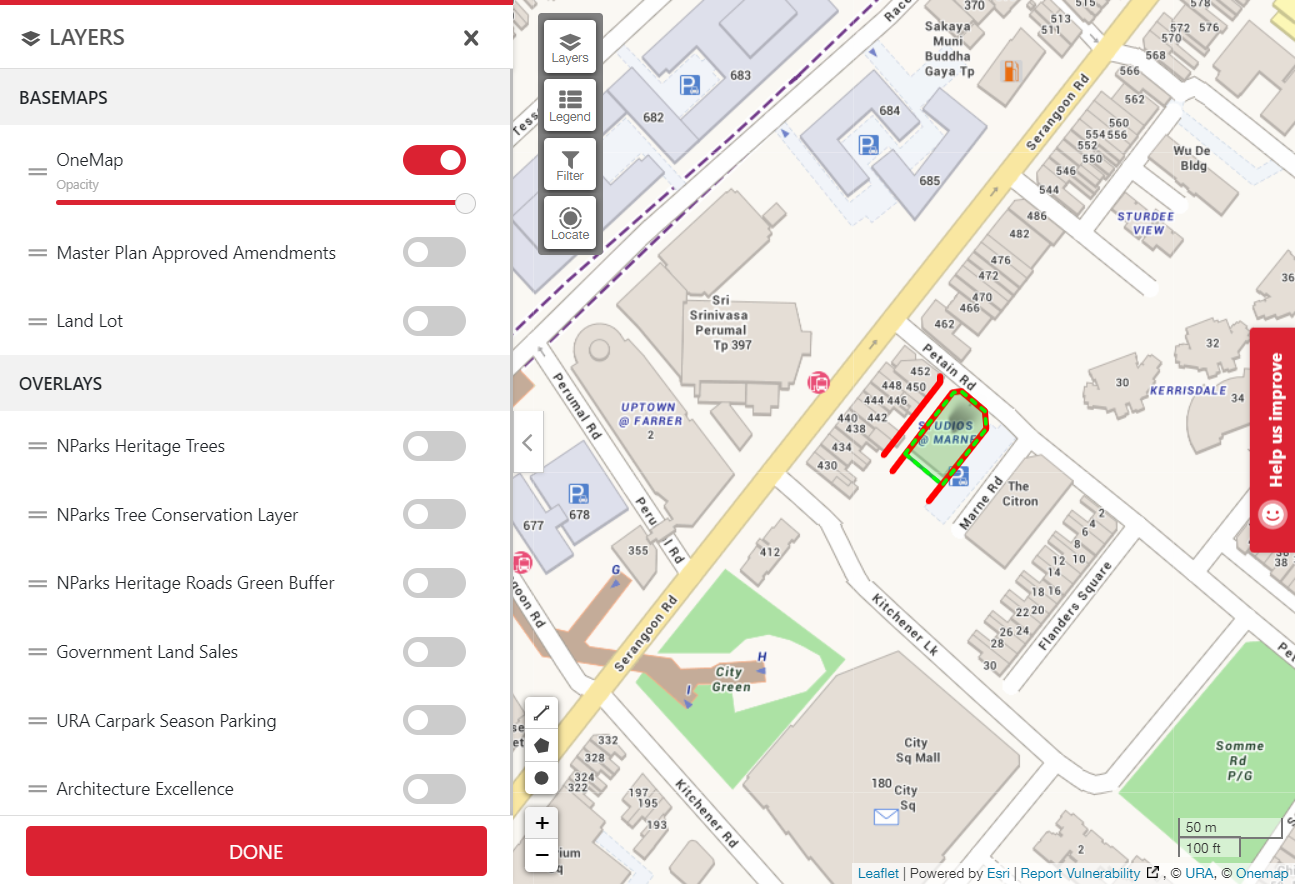 LAYERS
BASEMAPS
OneMap
Opacity
Master Plan Approved Amendments
Land Lot
OVERLAYS
NParks Heritage Trees
NParks Tree Conservation Layer
NParks Heritage Roads Green Buffer
Government Land Sales
URA Carpark Season Parking
Architecture Excellence
DONE
Layers
Legend
Filter
Locate
370
Sakaya
Muni
Buddha
Gaya Tp
513
511
578
572 576
570
568
566
562
560
554 556
552
550
546
544
Serangoon Rd
683
682
684
685
Wu De
Bldg
STURDEE
VIEW
486
482
476
472
470
466
462
Sri
Srinivasa
Perumal
Tp 397
Petain Rd
452
448 450
444 446
442
440
438
434
430
STUDIOS
@ MARNE
32
30
KERRISDALE
34
36
Help us improve
UPTOWN
@ FARRER
2
Perumal Rd
677
678
355
412
Marne Rd
The
Citron
2
4
6
8
10
12
14
16
18
20
22
24
26
28
30
38
Flanders Square
Kitchener Lk
G
H
I
Serangoon Rd
City
Green
City
Sq Mall
180
City
Sq
Somme
Rd
P/G
332
328
324
322
197
195
193
Kitchener Rd
2
+
−
50 m
100 ft
Leaflet | Powered by Esri | Report Vulnerability , © URA, © Onemap